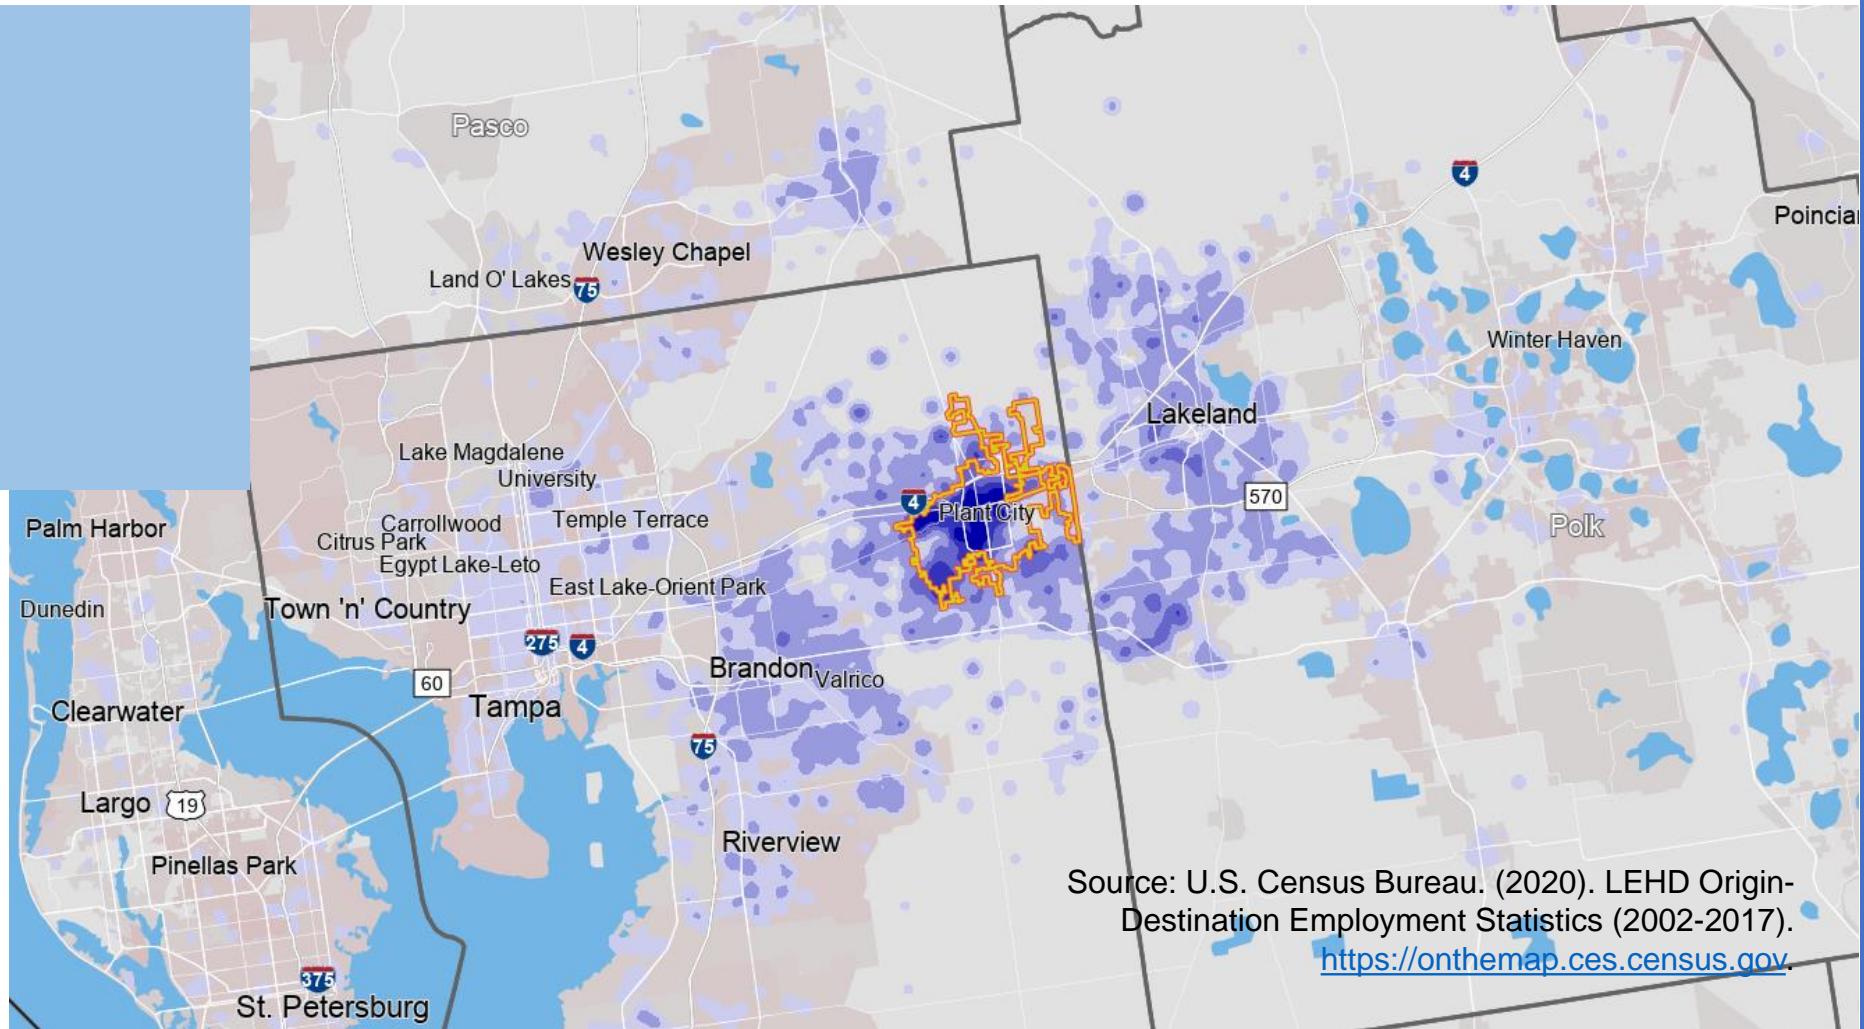 Pasco
4
Poincia
Wesley Chapel
Land O' Lakes
75
Winter Haven
Lakeland
Lake Magdalene
University
4
570
Plant City
Palm Harbor
Carrollwood
Temple Terrace
Citrus Park
Polk
Egypt Lake-Leto
East Lake-Orient Park
Dunedin
Town 'n' Country
275
4
Brandon
Valrico
60
Clearwater
Tampa
75
Largo
19
Riverview
Pinellas Park
Source: U.S. Census Bureau. (2020). LEHD Origin-
Destination Employment Statistics (2002-2017).
https://onthemap.ces.census.gov.
375
St. Petersburg